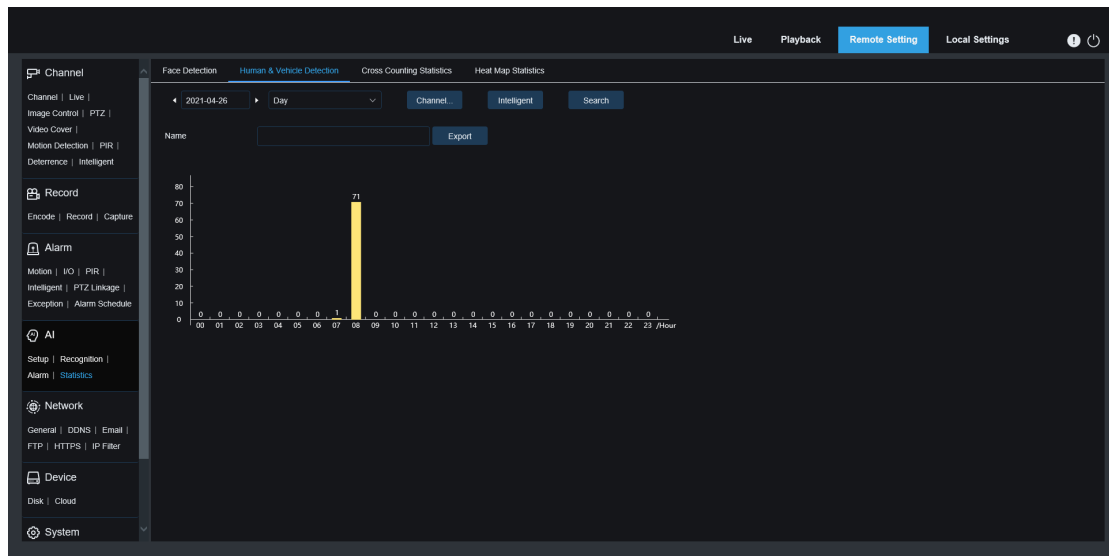 Live Playback Remote Setting Local Settings
Channel
Channel | Live |
Image Control | PTZ |
Video Cover |
Motion Detection | PIR |
Deterrence | Intelligent
Record
Encode | Record | Capture
Alarm
Motion | I/O | PIR |
Intelligent | PTZ Linkage |
Exception | Alarm Schedule
AI
Setup | Recognition |
Alarm | Statistics
Network
General | DDNS | Email |
FTP | HTTPS | IP Filter
Device
Disk | Cloud
System
Face Detection Human & Vehicle Detection Cross Counting Statistics Heat Map Statistics
2021-04-26 Day Channel... Intelligent Search
Name Export
80
70
60
50
40
30
20
10
0
0 0 0 0 0 0 0 1 71 0 0 0 0 0 0 0 0 0 0 0 0 0 0 0
00 01 02 03 04 05 06 07 08 09 10 11 12 13 14 15 16 17 18 19 20 21 22 23 /Hour